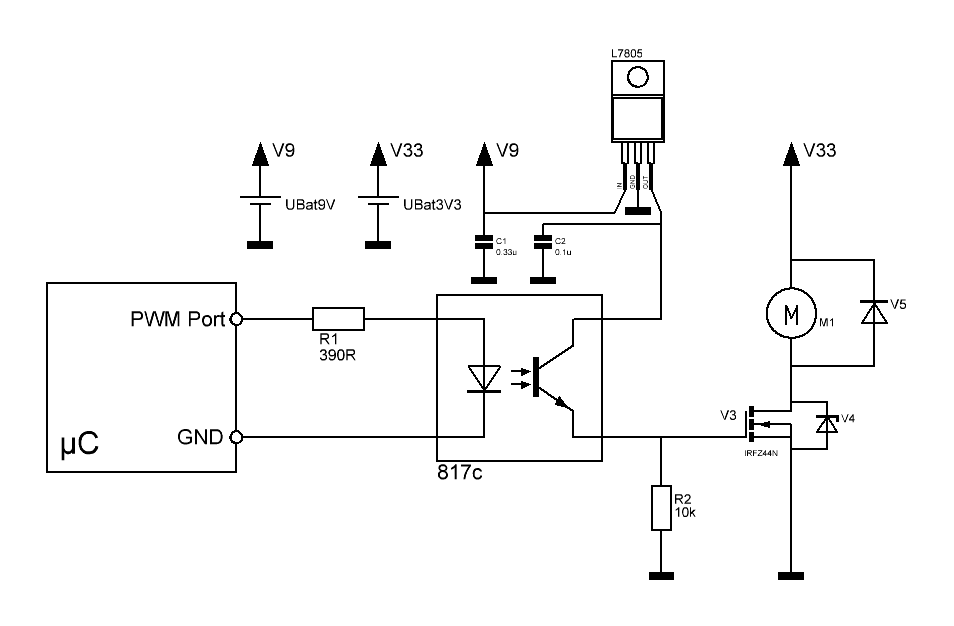 L7805
V9
V33
V9
V33
IN
GND
OUT
UBat9V
UBat3V3
C1
0.33u
C2
0.1u
PWM Port
R1
390R
M
M1
V5
V3
V4
IRFZ44N
GND
µC
817c
R2
10k